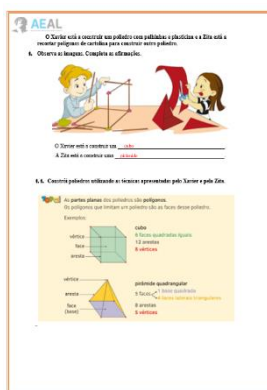 AEAL
O Xavier está a construir um poliedro com palhinhas e plasticina e a Zita está a
recortar polígonos de cartolina para construir outro poliedro.
4. Observa as imagens. Completa as afirmações.
O Xavier está a construir um cubo
A Zita está a construir uma pirâmide
4.1. Constrói poliedros utilizando as técnicas apresentadas pelo Xavier e pela Zita.
As partes planas dos poliedros são polígonos.
Os polígonos que limitam um poliedro são as faces desse poliedro.
Exemplos:
cubo
6 faces quadradas iguais
12 arestas
8 vértices
vértice
face
aresta
pirâmide quadrangular
5 faces
1 base quadrada
4 faces laterais triangulares
8 arestas
5 vértices
vértice
aresta
face
(base)